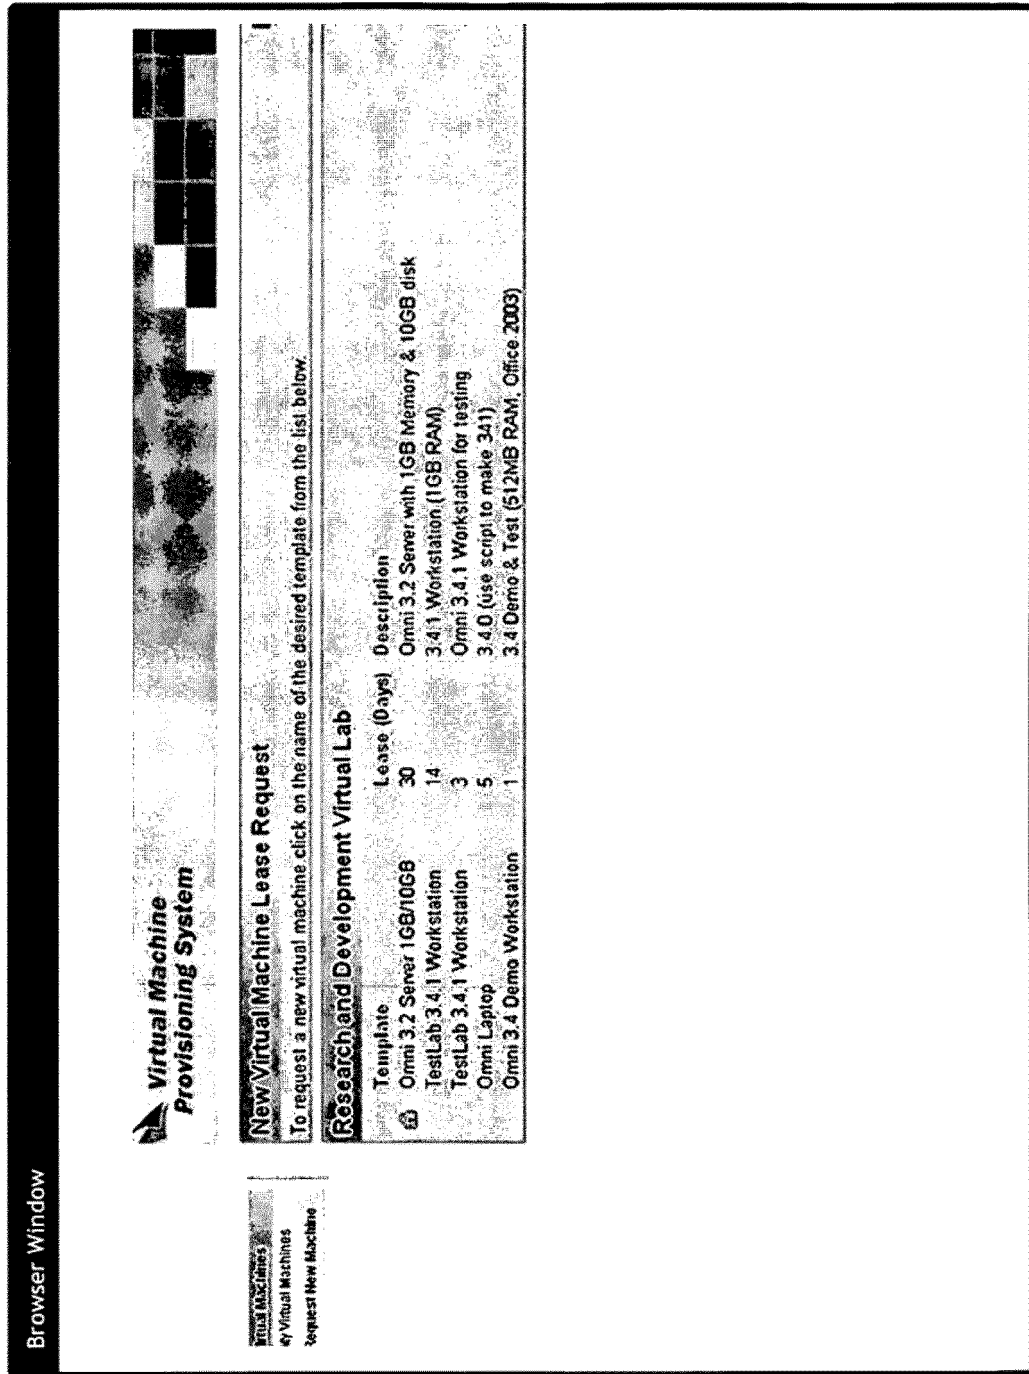 Browser Window
Virtual Machine
Provisioning System
Virtual Machines
My Virtual Machines
Request New Machine
New Virtual Machine Lease Request
To request a new virtual machine click on the name of the desired template from the list below.
Research and Development Virtual Lab
Template Lease (Days) Description
Omni 3.2 Server 1GB/10GB 30 Omni 3.2 Server with 1GB Memory & 10GB disk
TestLab 3.4.1 Workstation 14 3.4.1 Workstation (1GB RAM)
TestLab 3.4.1 Workstation 3 Omni 3.4.1 Workstation for testing
Omni Laptop 5 3.4.0 (use script to make 341)
Omni 3.4 Demo Workstation 1 3.4 Demo & Test (512MB RAM, Office 2003)